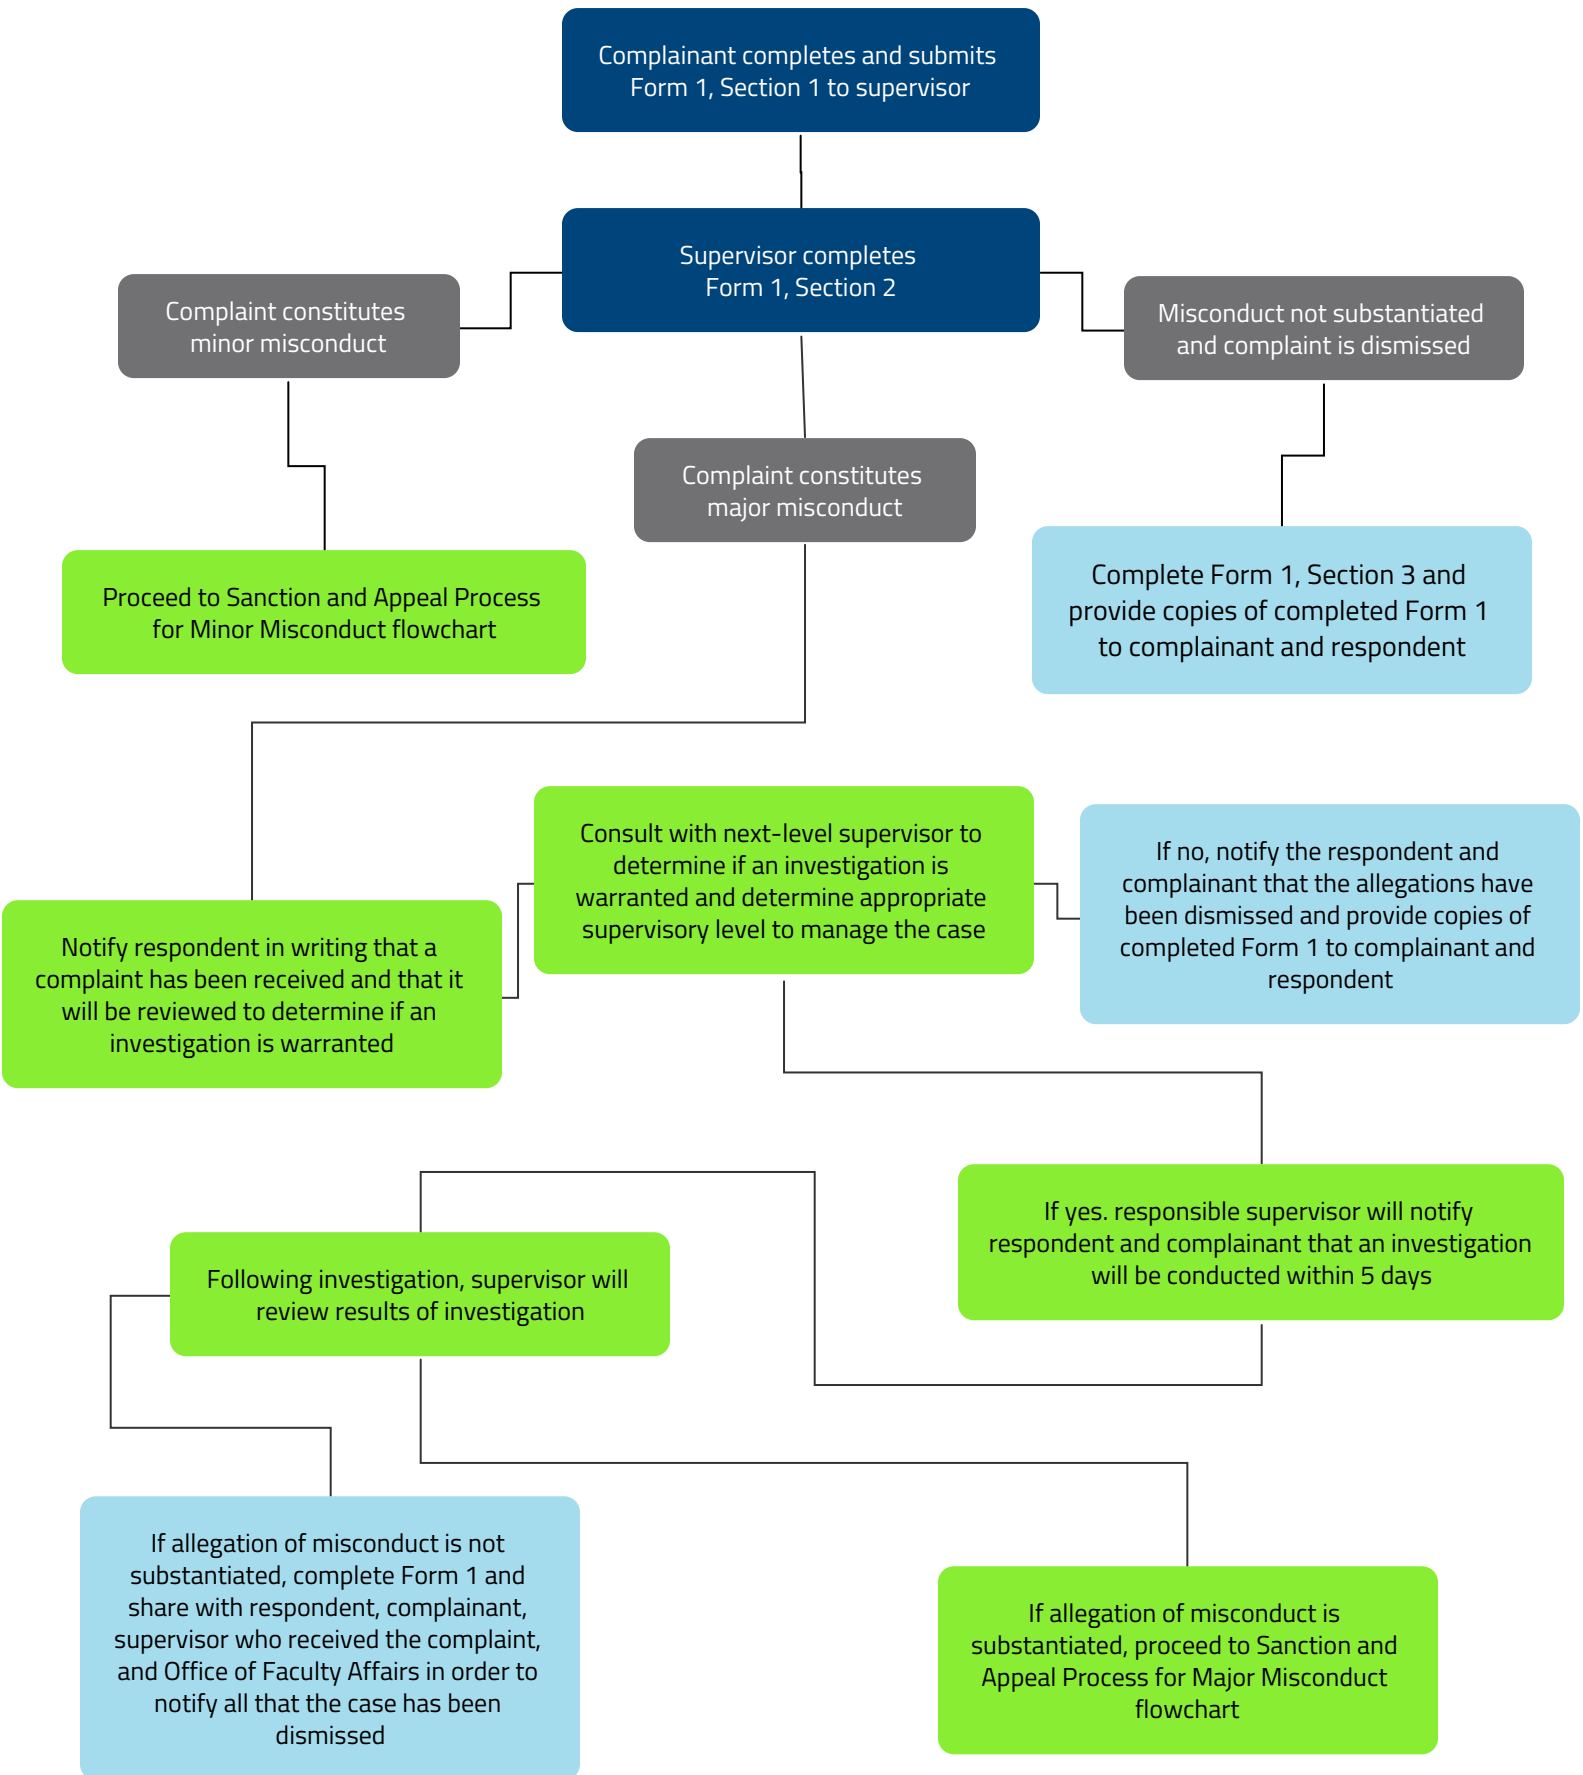 Complainant completes and submits
Form 1, Section 1 to supervisor
Supervisor completes
Form 1, Section 2
Complaint constitutes
minor misconduct
Misconduct not substantiated
and complaint is dismissed
Complaint constitutes
major misconduct
Proceed to Sanction and Appeal Process
for Minor Misconduct flowchart
Complete Form 1, Section 3 and
provide copies of completed Form 1
to complainant and respondent
Consult with next-level supervisor to
determine if an investigation is
warranted and determine appropriate
supervisory level to manage the case
If no, notify the respondent and
complainant that the allegations have
been dismissed and provide copies of
completed Form 1 to complainant and
respondent
Notify respondent in writing that a
complaint has been received and that it
will be reviewed to determine if an
investigation is warranted
If yes. responsible supervisor will notify
respondent and complainant that an investigation
will be conducted within 5 days
Following investigation, supervisor will
review results of investigation
If allegation of misconduct is not
substantiated, complete Form 1 and
share with respondent, complainant,
supervisor who received the complaint,
and Office of Faculty Affairs in order to
notify all that the case has been
dismissed
If allegation of misconduct is
substantiated, proceed to Sanction and
Appeal Process for Major Misconduct
flowchart